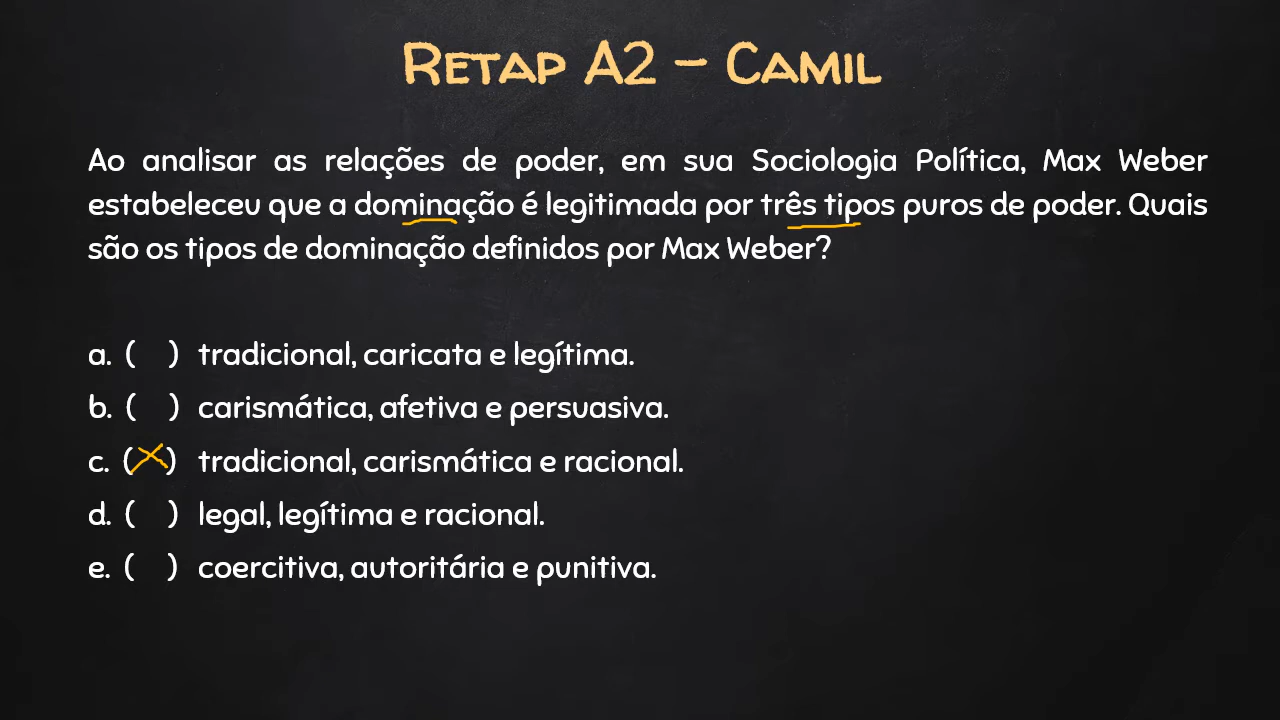 Retap A2 – Camil
Ao analisar as relações de poder, em sua Sociologia Política, Max Weber
estabeleceu que a dominação é legitimada por três tipos puros de poder. Quais
são os tipos de dominação definidos por Max Weber?
a. ( ) tradicional, caricata e legítima.
b. ( ) carismática, afetiva e persuasiva.
c. (X) tradicional, carismática e racional.
d. ( ) legal, legítima e racional.
e. ( ) coercitiva, autoritária e punitiva.